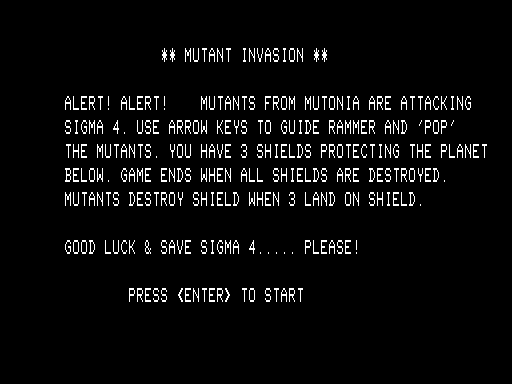 ** MUTANT INVASION **
ALERT! ALERT!   MUTANTS FROM MUTONIA ARE ATTACKING
SIGMA 4. USE ARROW KEYS TO GUIDE RAMMER AND 'POP'
THE MUTANTS. YOU HAVE 3 SHIELDS PROTECTING THE PLANET
BELOW. GAME ENDS WHEN ALL SHIELDS ARE DESTROYED.
MUTANTS DESTROY SHIELD WHEN 3 LAND ON SHIELD.
GOOD LUCK & SAVE SIGMA 4..... PLEASE!
PRESS <ENTER> TO START